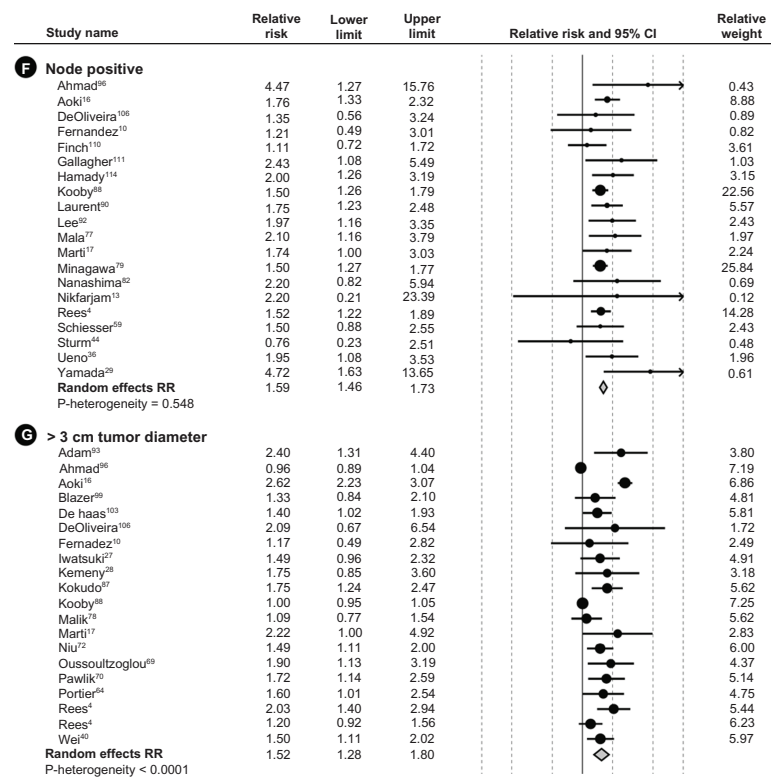 Study name Relative risk Lower limit Upper limit Relative risk and 95% CI Relative weight
F Node positive
Ahmad96 4.47 1.27 15.76 0.43
Aoki16 1.76 1.33 2.32 8.88
DeOliveira106 1.35 0.56 3.24 0.89
Fernandez10 1.21 0.49 3.01 0.82
Finch110 1.11 0.72 1.72 3.61
Gallagher111 2.43 1.08 5.49 1.03
Hamady114 2.00 1.26 3.19 3.15
Kooby88 1.50 1.26 1.79 22.56
Laurent90 1.75 1.23 2.48 5.57
Lee92 1.97 1.16 3.35 2.43
Mala77 2.10 1.16 3.79 1.97
Marti17 1.74 1.00 3.03 2.24
Minagawa79 1.50 1.27 1.77 25.84
Nanashima82 2.20 0.82 5.94 0.69
Nikfarjam13 2.20 0.21 23.39 0.12
Rees4 1.52 1.22 1.89 14.28
Schiesser59 1.50 0.88 2.55 2.43
Sturm44 0.76 0.23 2.51 0.48
Ueno36 1.95 1.08 3.53 1.96
Yamada29 4.72 1.63 13.65 0.61
Random effects RR 1.59 1.46 1.73
P-heterogeneity = 0.548
G > 3 cm tumor diameter
Adam93 2.40 1.31 4.40 3.80
Ahmad96 0.96 0.89 1.04 7.19
Aoki16 2.62 2.23 3.07 6.86
Blazer99 1.33 0.84 2.10 4.81
De haas103 1.40 1.02 1.93 5.81
DeOliveira106 2.09 0.67 6.54 1.72
Fernadez10 1.17 0.49 2.82 2.49
Iwatsuki27 1.49 0.96 2.32 4.91
Kemeny28 1.75 0.85 3.60 3.18
Kokudo87 1.75 1.24 2.47 5.62
Kooby88 1.00 0.95 1.05 7.25
Malik78 1.09 0.77 1.54 5.62
Marti17 2.22 1.00 4.92 2.83
Niu72 1.49 1.11 2.00 6.00
Oussoultzoglou69 1.90 1.13 3.19 4.37
Pawlik70 1.72 1.14 2.59 5.14
Portier64 1.60 1.01 2.54 4.75
Rees4 2.03 1.40 2.94 5.44
Rees4 1.20 0.92 1.56 6.23
Wei40 1.50 1.11 2.02 5.97
Random effects RR 1.52 1.28 1.80
P-heterogeneity < 0.0001